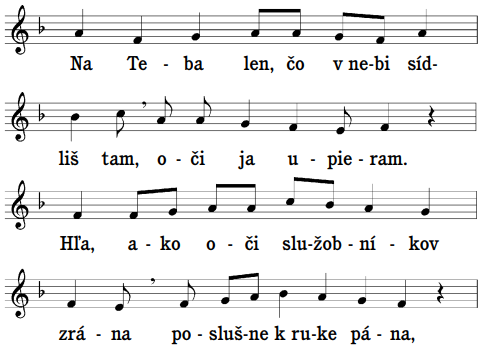 Na Te - ba len, čo v ne-bi síd-
liš tam, o - či ja u - pie - ram.
Hľa, a - ko o - či slu-žob - ní - kov
zrá - na po - sluš-ne k ru-ke pá-na,